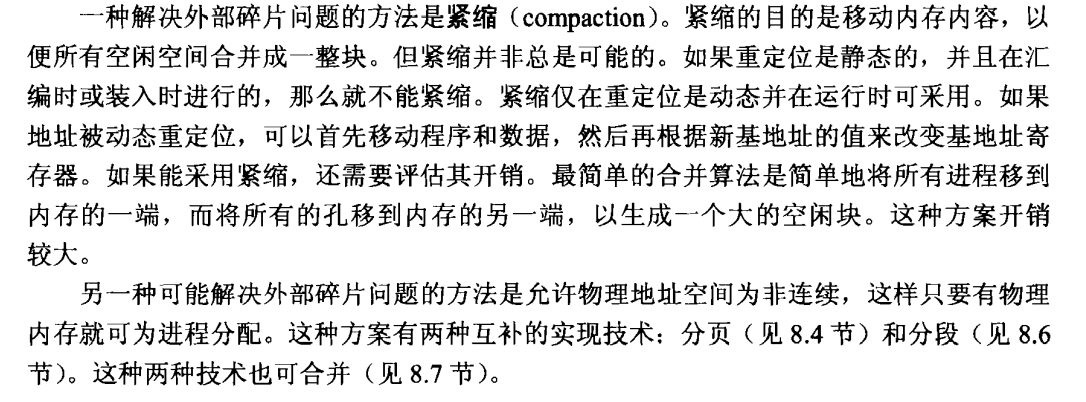 一种解决外部碎片问题的方法是紧缩（compaction）。紧缩的目的是移动内存内容，以
便所有空闲空间合并成一整块。但紧缩并非总是可能的。如果重定位是静态的，并且在汇
编时或装入时进行的，那么就不能紧缩。紧缩仅在重定位是动态并在运行时可采用。如果
地址被动态重定位，可以首先移动程序和数据，然后再根据新基地址的值来改变基地址寄
存器。如果能采用紧缩，还需要评估其开销。最简单的合并算法是简单地将所有进程移到
内存的一端，而将所有的孔移到内存的另一端，以生成一个大的空闲块。这种方案开销
较大。
另一种可能解决外部碎片问题的方法是允许物理地址空间为非连续，这样只要有物理
内存就可为进程分配。这种方案有两种互补的实现技术：分页（见 8.4 节）和分段（见 8.6
节）。这种两种技术也可合并（见 8.7 节）。